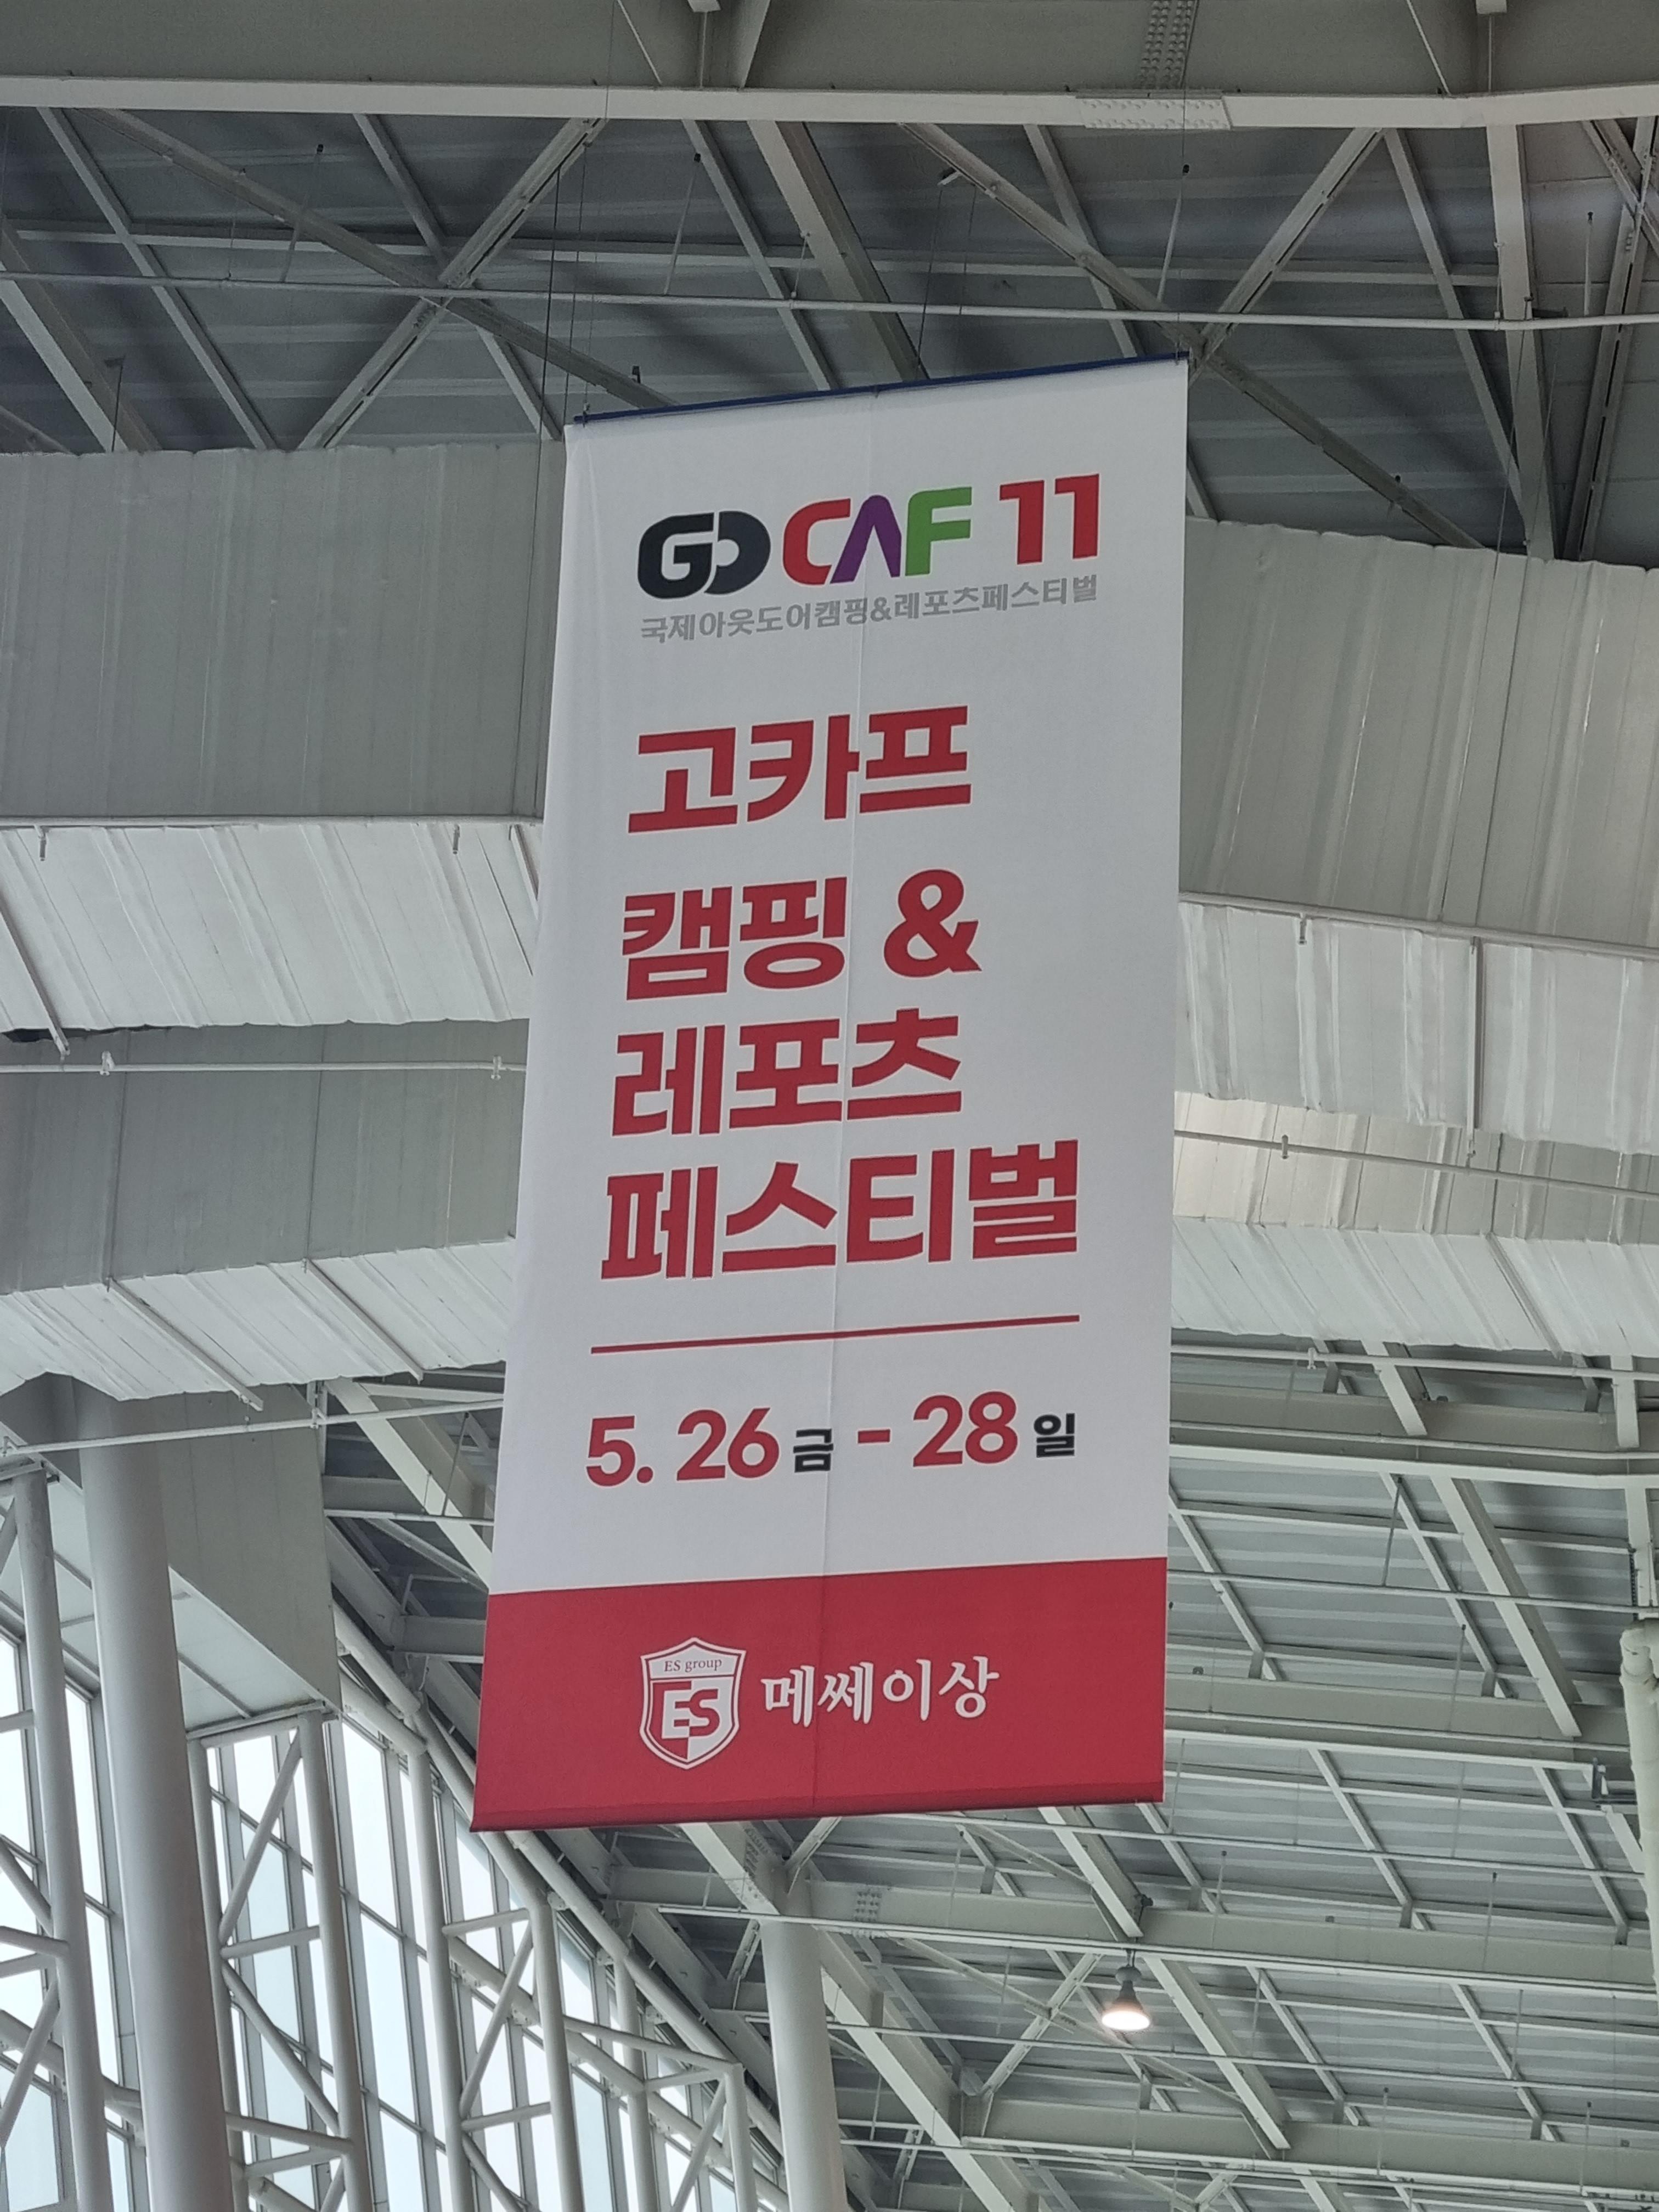 GO CAF 11
국제아웃도어캠핑&레포츠페스티벌
고카프
캠핑 &
레포츠
페스티벌
5. 26 금 - 28 일
ES group
ES 메쎄이상